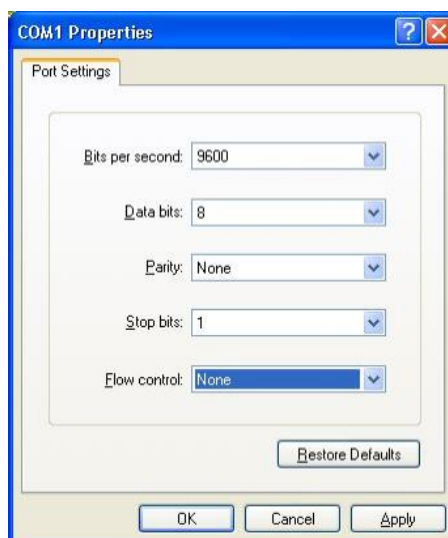 COM1 Properties
Port Settings
Bits per second: 9600
Data bits: 8
Parity: None
Stop bits: 1
Flow control: None
Restore Defaults
OK Cancel Apply